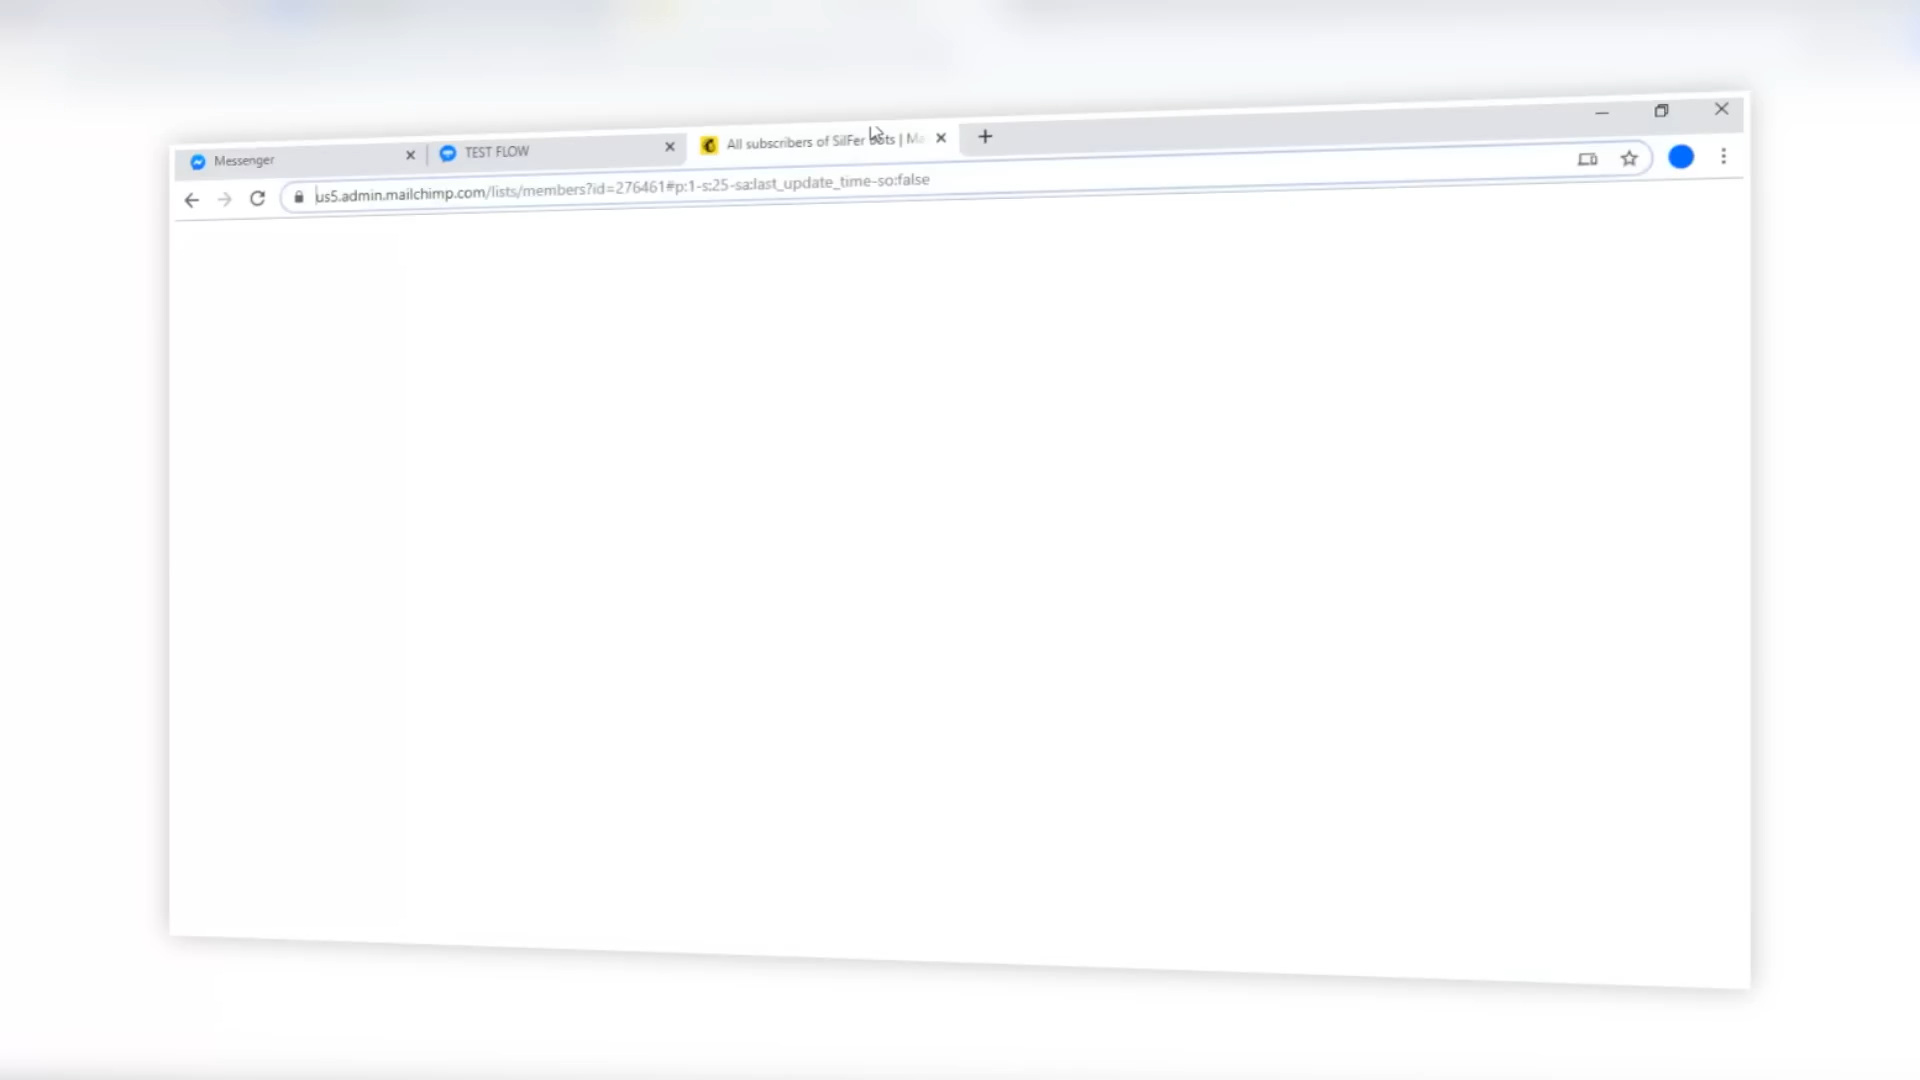 Messenger
TEST FLOW
All subscribers of SilFer Bots | Ma
us5.admin.mailchimp.com/lists/members?id=276461#p:1-s:25-sa:last_update_time-so:false